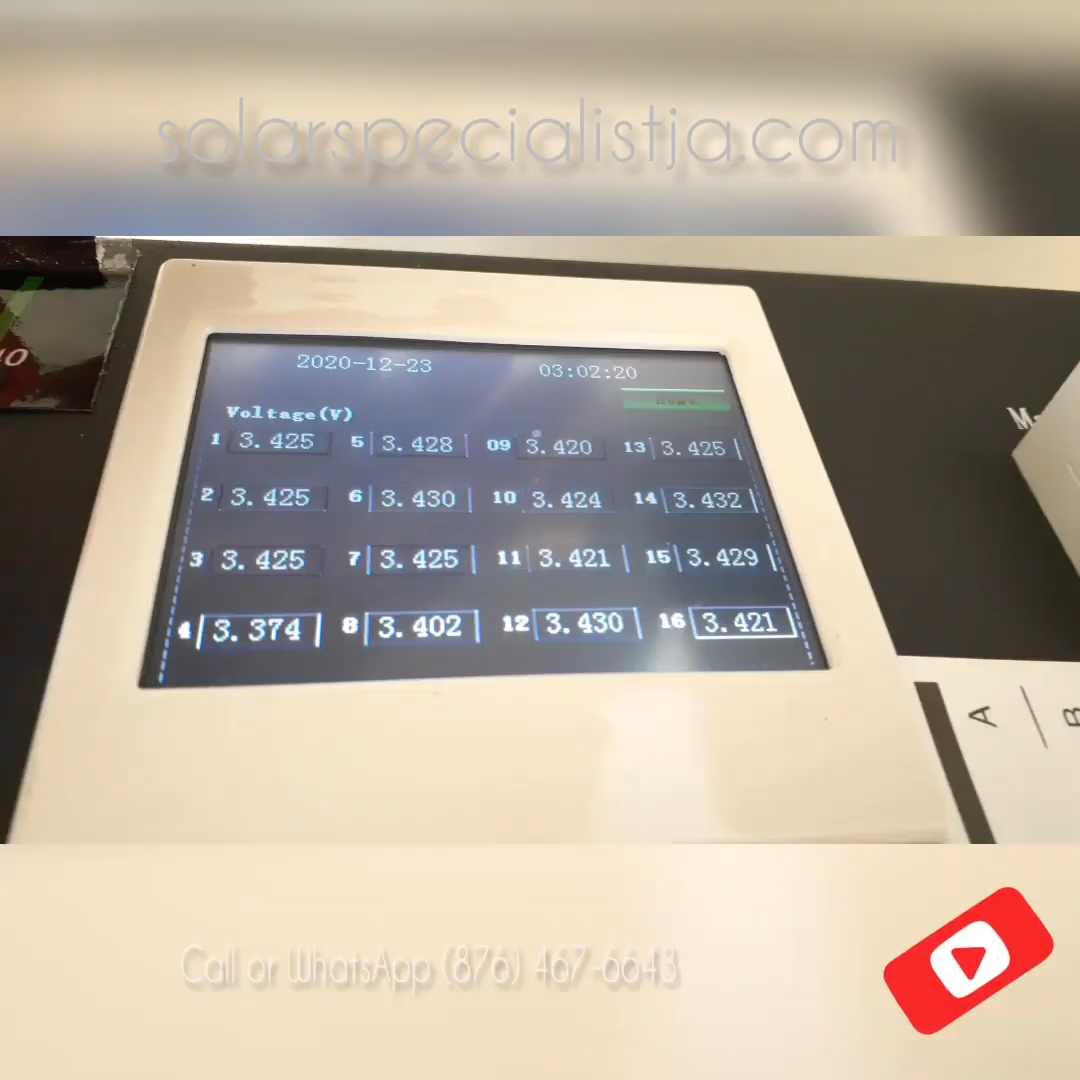 solarspecialistja.com
40
2020-12-23 03:02:20
Home
Voltage(V)
1 3.425 5 3.428 09 3.420 13 3.425
2 3.425 6 3.430 10 3.424 14 3.432
3 3.425 7 3.425 11 3.421 15 3.429
4 3.374 8 3.402 12 3.430 16 3.421
A
B
Call or WhatsApp (876) 467-6643